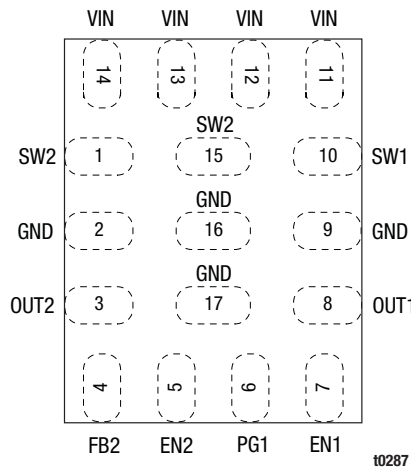 VIN VIN VIN VIN
14 13 12 11
SW2
SW2 1 15 10 SW1
GND
GND 2 16 9 GND
GND
OUT2 3 17 8 OUT1
4 5 6 7
FB2 EN2 PG1 EN1
t0287